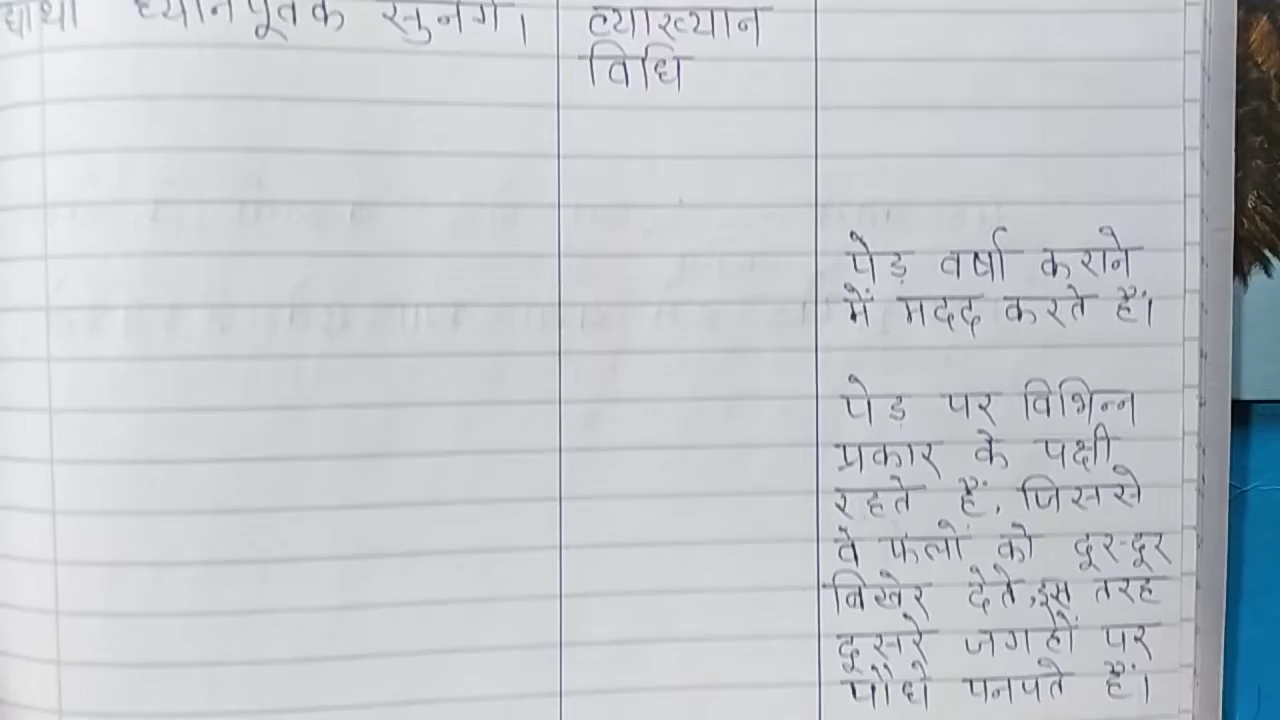 ध्यानपूर्वक सुनेंगे।
व्याख्यान
विधि
पेड़ वर्षा कराने
में मदद करते हैं।
पेड़ पर विभिन्न
प्रकार के पक्षी
रहते हैं, जिससे
वे फलों को दूर-दूर
बिखेर देते, इस तरह
दूसरे जगहों पर
पौधे पनपते हैं।